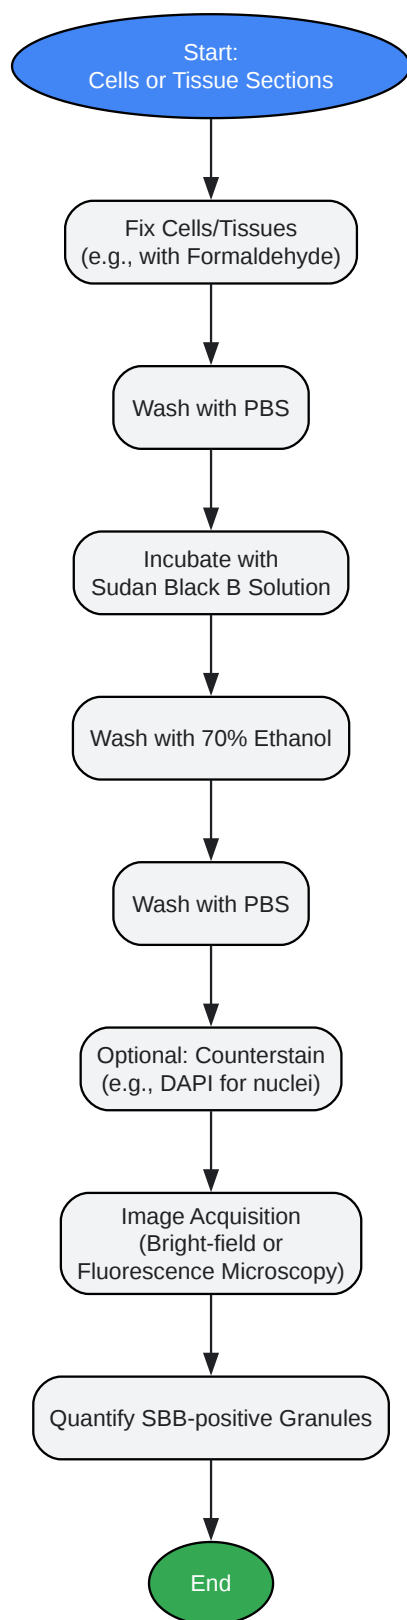 Start:
Cells or Tissue Sections
Fix Cells/Tissues
(e.g., with Formaldehyde)
Wash with PBS
Incubate with
Sudan Black B Solution
Wash with 70% Ethanol
Wash with PBS
Optional: Counterstain
(e.g., DAPI for nuclei)
Image Acquisition
(Bright-field or
Fluorescence Microscopy)
Quantify SBB-positive Granules
End